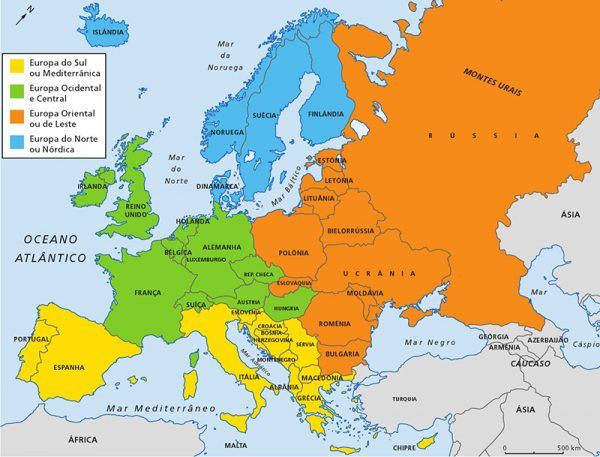 N
ISLÂNDIA
Mar
da
Noruega
MONTES URAIS
Europa do Sul
ou Mediterrânica
Europa Ocidental
e Central
Europa Oriental
ou de Leste
Europa do Norte
ou Nórdica
NORUEGA
SUÉCIA
FINLÂNDIA
RÚSSIA
ESTÓNIA
LETÓNIA
LITUÂNIA
Mar Báltico
Mar
do
Norte
DINAMARCA
IRLANDA
REINO
UNIDO
HOLANDA
BIELORRÚSSIA
ÁSIA
OCEANO
ATLÂNTICO
BÉLGICA
ALEMANHA
LUXEMBURGO
POLÓNIA
REP. CHECA
UCRÂNIA
ESLOVÁQUIA
FRANÇA
SUÍÇA
ÁUSTRIA
HUNGRIA
MOLDÁVIA
Mar
Cáspio
ESLOVÉNIA
CROÁCIA
BOSNIA
HERZEGOVINA
SERVIA
ROMÉNIA
MONTENEGRO
Mar Adriático
BULGÁRIA
Mar Negro
GEÓRGIA
ARMÉNIA
AZERBAIJÃO
CÁUCASO
PORTUGAL
ESPANHA
ITÁLIA
ALBÂNIA
MACEDÓNIA
GRÉCIA
TURQUIA
ÁSIA
Mar Mediterrâneo
ÁFRICA
MALTA
CHIPRE
0 500 km